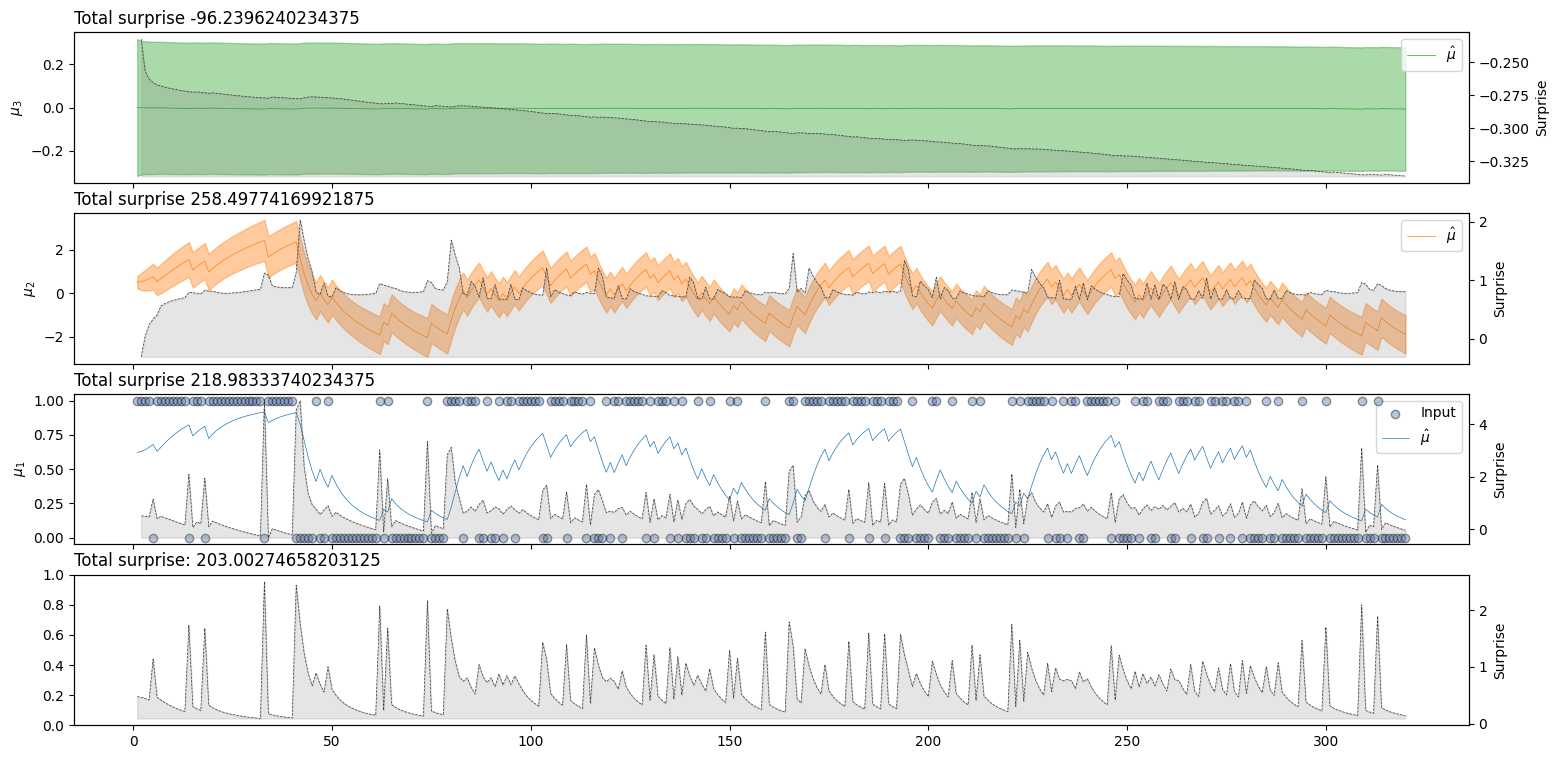 Total surprise -96.2396240234375
μ̂
0.2
0.0
−0.2
μ₃
−0.250
−0.275
−0.300
−0.325
Surprise
Total surprise 258.49774169921875
μ̂
2
0
−2
μ₂
2
1
0
Surprise
Total surprise 218.98333740234375
Input
μ̂
1.00
0.75
0.50
0.25
0.00
μ₁
4
2
0
Surprise
Total surprise: 203.00274658203125
1.0
0.8
0.6
0.4
0.2
0.0
2
1
0
Surprise
0 50 100 150 200 250 300